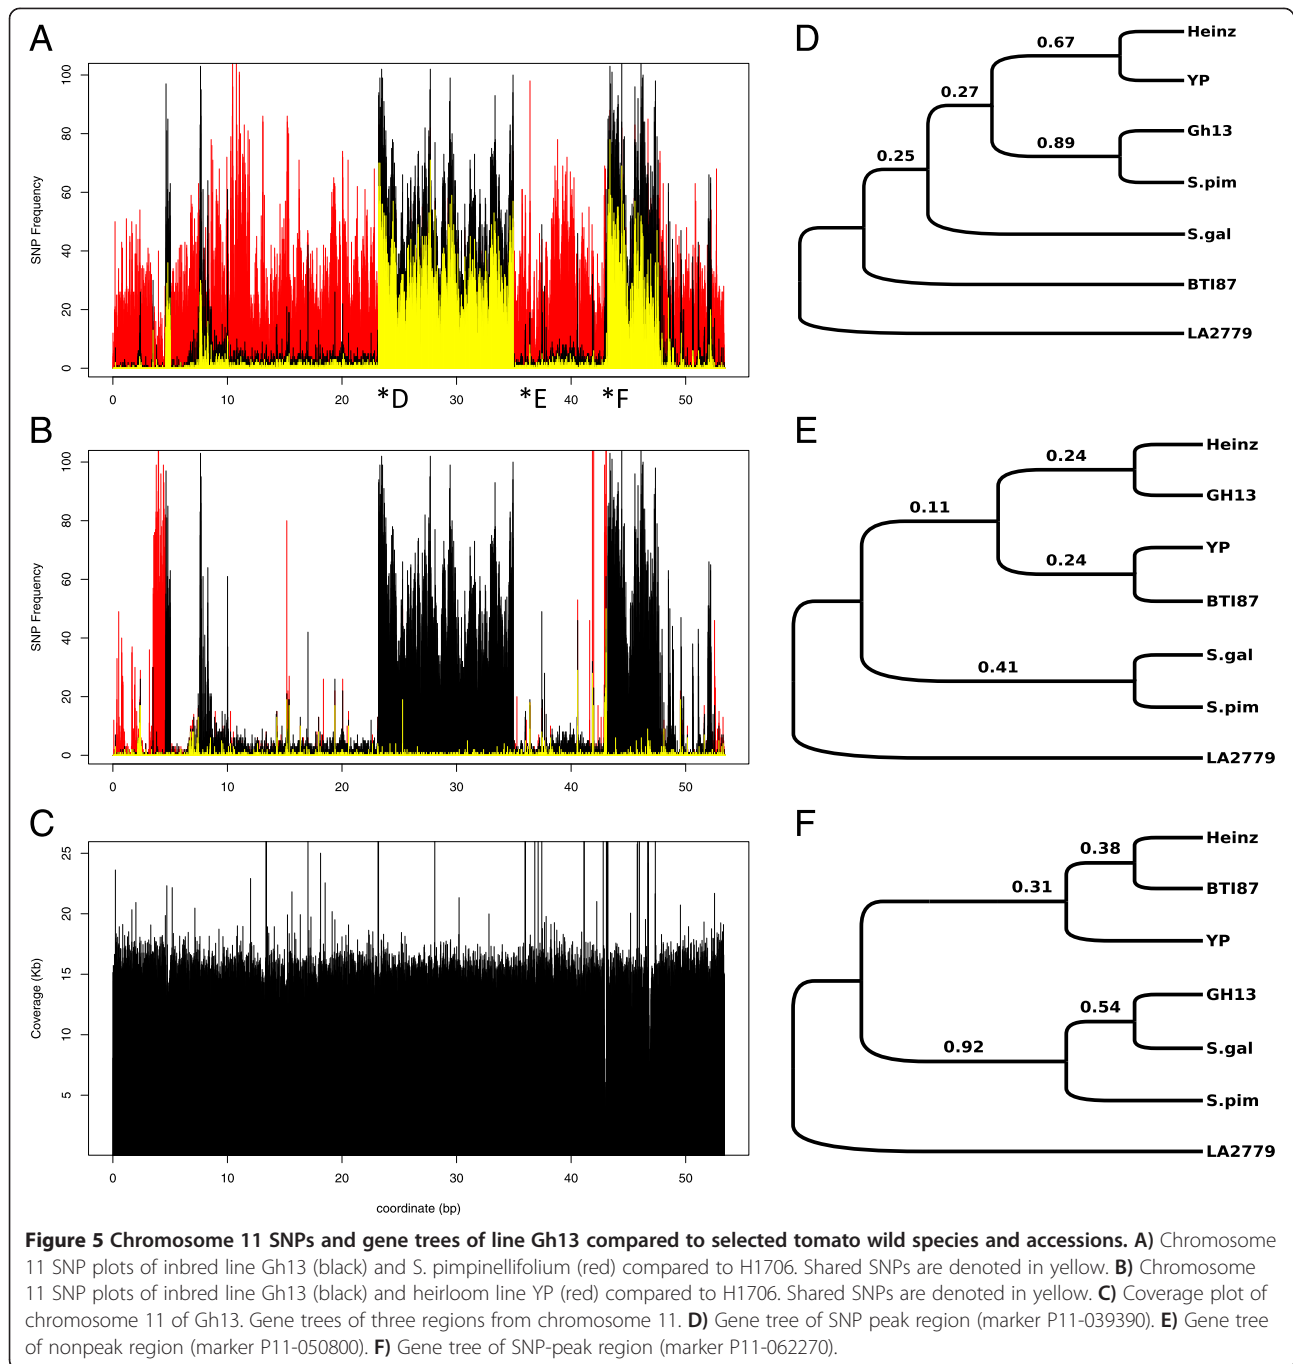 A
SNP Frequency
100
80
60
40
20
0
0 10 20 30 40 50
*D *E *F
B
SNP Frequency
100
80
60
40
20
0
0 10 20 30 40 50
C
Coverage (Kb)
25
20
15
10
5
0 10 20 30 40 50
coordinate (bp)
D
0.67
0.27
0.89
0.25
Heinz
YP
Gh13
S.pim
S.gal
BTI87
LA2779
E
0.24
0.11
0.24
0.41
Heinz
GH13
YP
BTI87
S.gal
S.pim
LA2779
F
0.38
0.31
0.54
0.92
Heinz
BTI87
YP
GH13
S.gal
S.pim
LA2779
Figure 5 Chromosome 11 SNPs and gene trees of line Gh13 compared to selected tomato wild species and accessions. A) Chromosome
11 SNP plots of inbred line Gh13 (black) and S. pimpinellifolium (red) compared to H1706. Shared SNPs are denoted in yellow. B) Chromosome
11 SNP plots of inbred line Gh13 (black) and heirloom line YP (red) compared to H1706. Shared SNPs are denoted in yellow. C) Coverage plot of
chromosome 11 of Gh13. Gene trees of three regions from chromosome 11. D) Gene tree of SNP peak region (marker P11-039390). E) Gene tree
of nonpeak region (marker P11-050800). F) Gene tree of SNP-peak region (marker P11-062270).